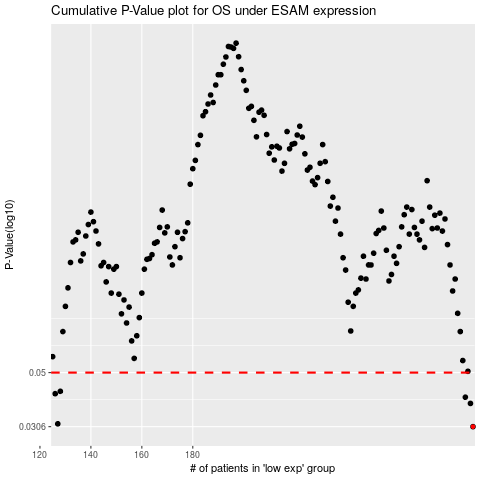 Cumulative P-Value plot for OS under ESAM expression
P-Value(log10)
0.05
0.0306
120 140 160 180
# of patients in 'low exp' group